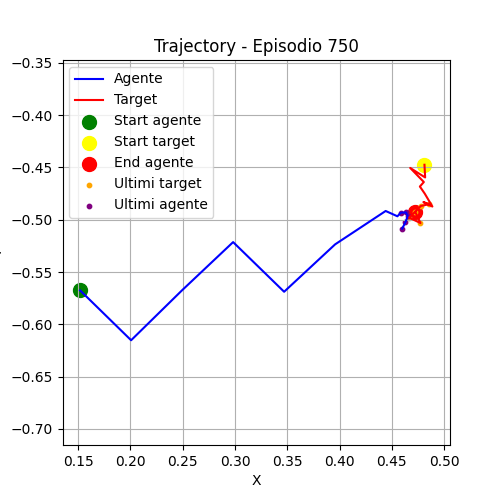 Trajectory - Episodio 750
Agente
Target
Start agente
Start target
End agente
Ultimi target
Ultimi agente
−0.35
−0.40
−0.45
−0.50
−0.55
−0.60
−0.65
−0.70
0.15 0.20 0.25 0.30 0.35 0.40 0.45 0.50
X